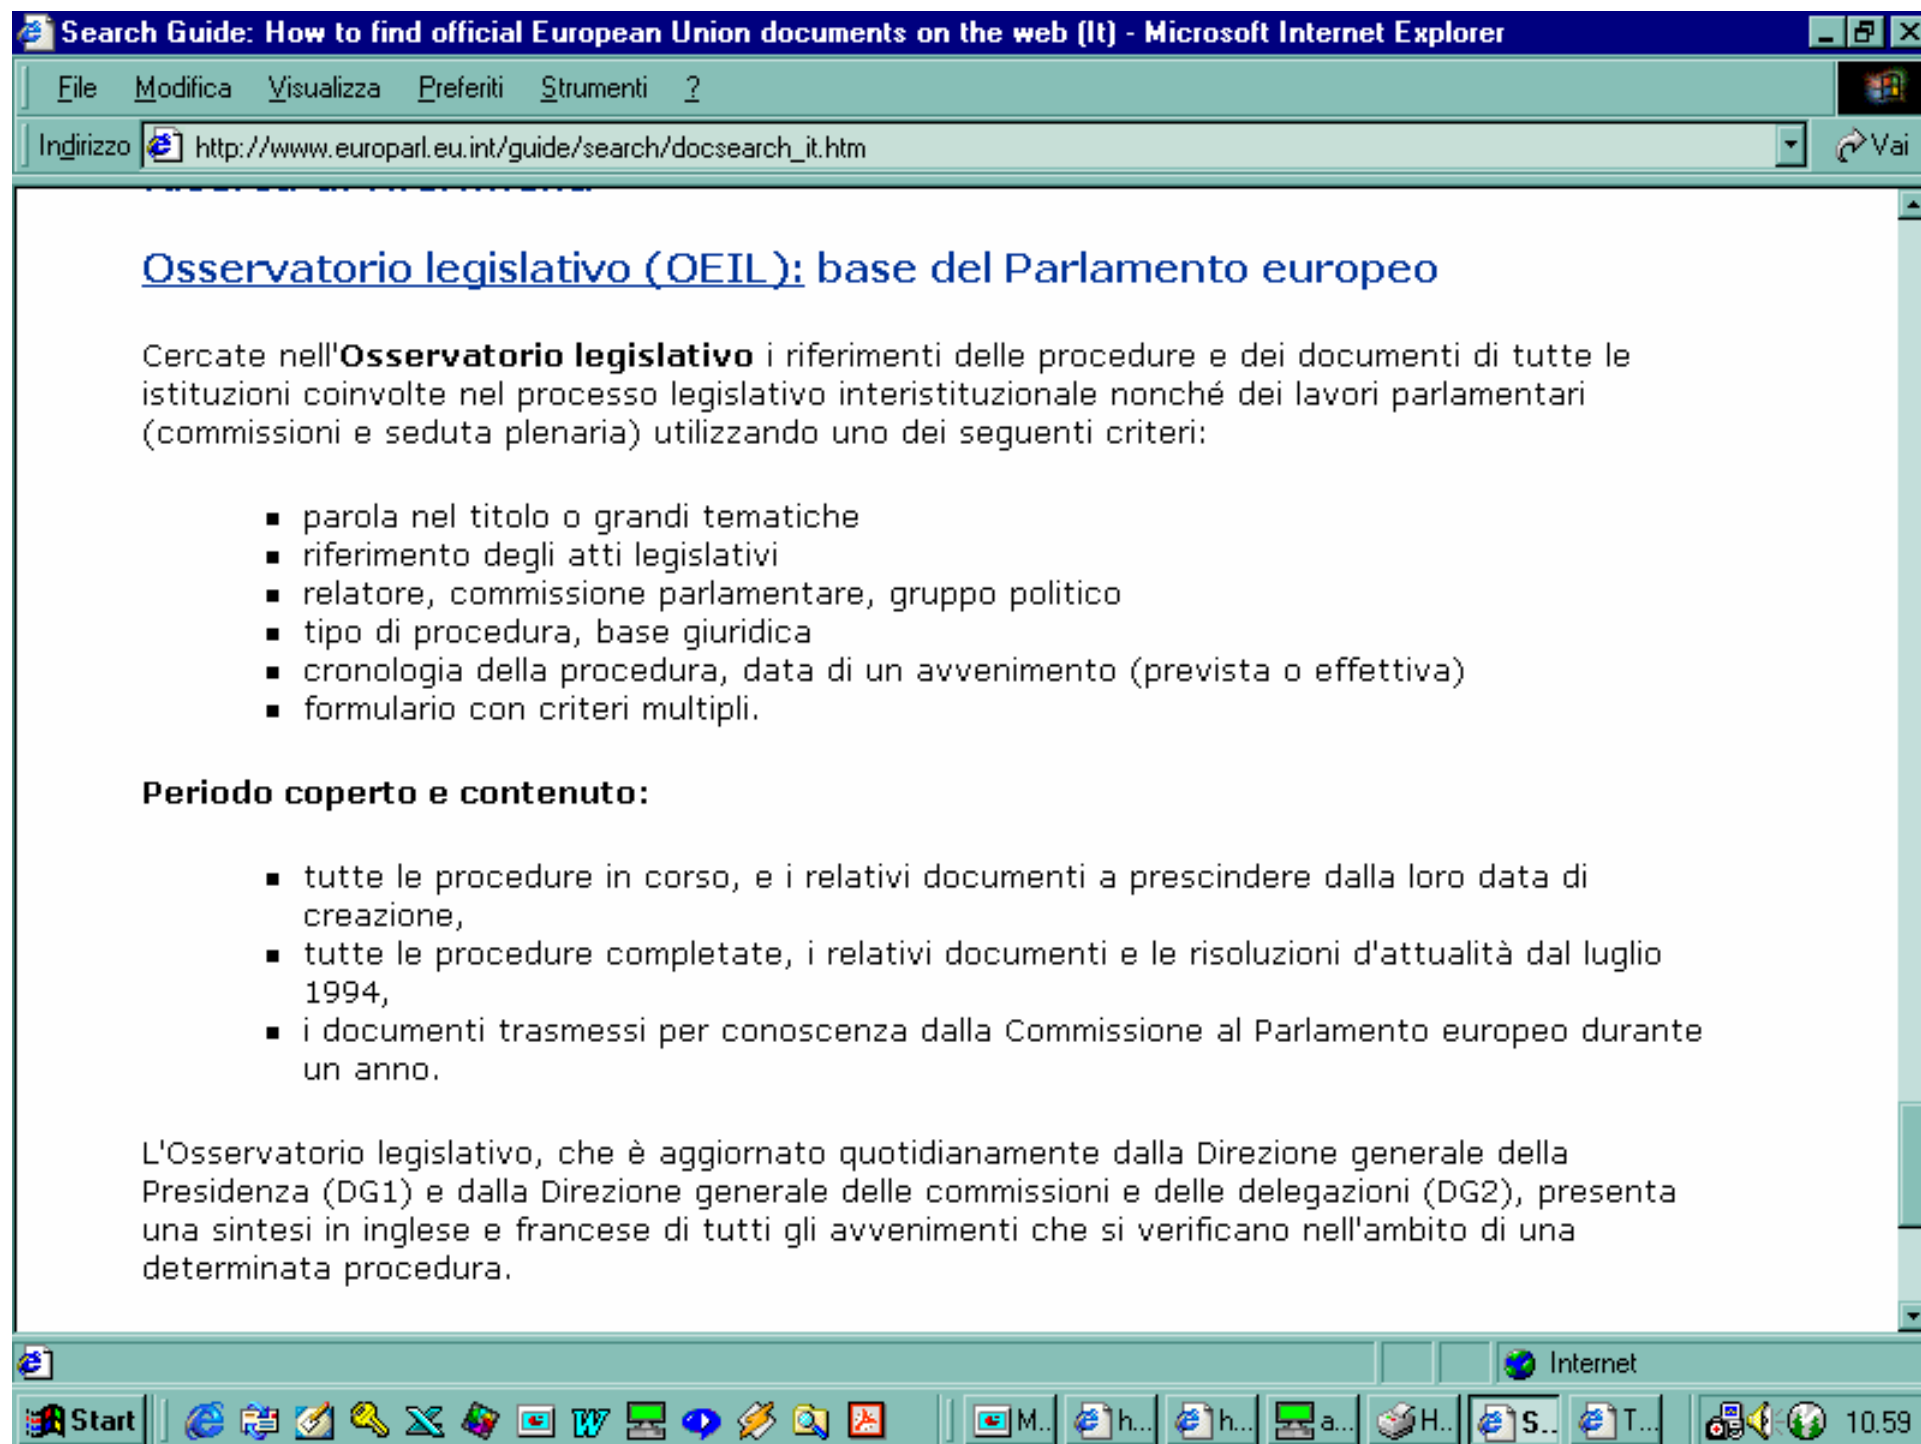 Search Guide: How to find official European Union documents on the web (It) - Microsoft Internet Explorer
File Modifica Visualizza Preferiti Strumenti ?
Indirizzo http://www.europarl.eu.int/guide/search/docsearch_it.htm Vai
Osservatorio legislativo (OEIL): base del Parlamento europeo
Cercate nell'Osservatorio legislativo i riferimenti delle procedure e dei documenti di tutte le
istituzioni coinvolte nel processo legislativo interistituzionale nonché dei lavori parlamentari
(commissioni e seduta plenaria) utilizzando uno dei seguenti criteri:
▪ parola nel titolo o grandi tematiche
▪ riferimento degli atti legislativi
▪ relatore, commissione parlamentare, gruppo politico
▪ tipo di procedura, base giuridica
▪ cronologia della procedura, data di un avvenimento (prevista o effettiva)
▪ formulario con criteri multipli.
Periodo coperto e contenuto:
▪ tutte le procedure in corso, e i relativi documenti a prescindere dalla loro data di
creazione,
▪ tutte le procedure completate, i relativi documenti e le risoluzioni d'attualità dal luglio
1994,
▪ i documenti trasmessi per conoscenza dalla Commissione al Parlamento europeo durante
un anno.
L'Osservatorio legislativo, che è aggiornato quotidianamente dalla Direzione generale della
Presidenza (DG1) e dalla Direzione generale delle commissioni e delle delegazioni (DG2), presenta
una sintesi in inglese e francese di tutti gli avvenimenti che si verificano nell'ambito di una
determinata procedura.
Internet
Start M... h... h... a... H... S... T... 10.59